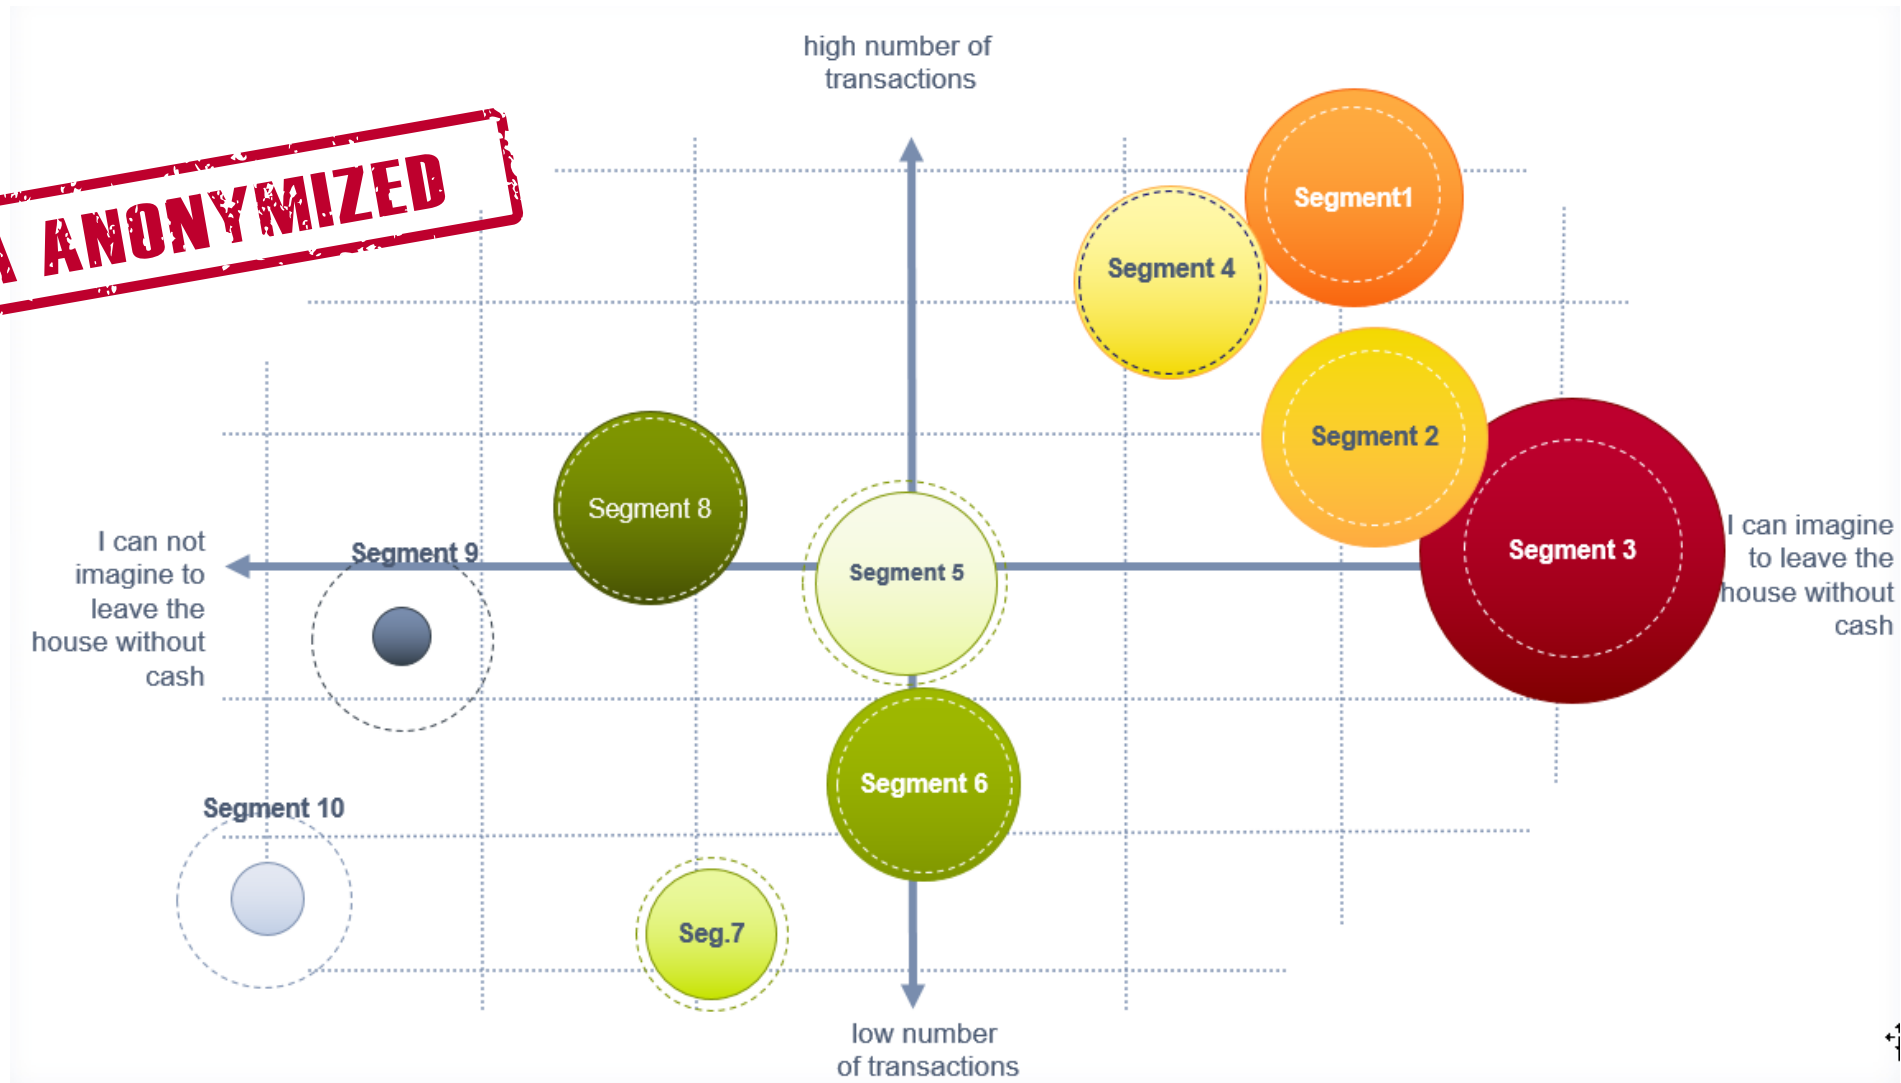 high number of
transactions
ANONYMIZED
Segment1
Segment 4
Segment 2
Segment 8
I can not
imagine to
leave the
house without
cash
Segment 9
Segment 5
Segment 3
I can imagine
to leave the
house without
cash
Segment 6
Segment 10
Seg.7
low number
of transactions